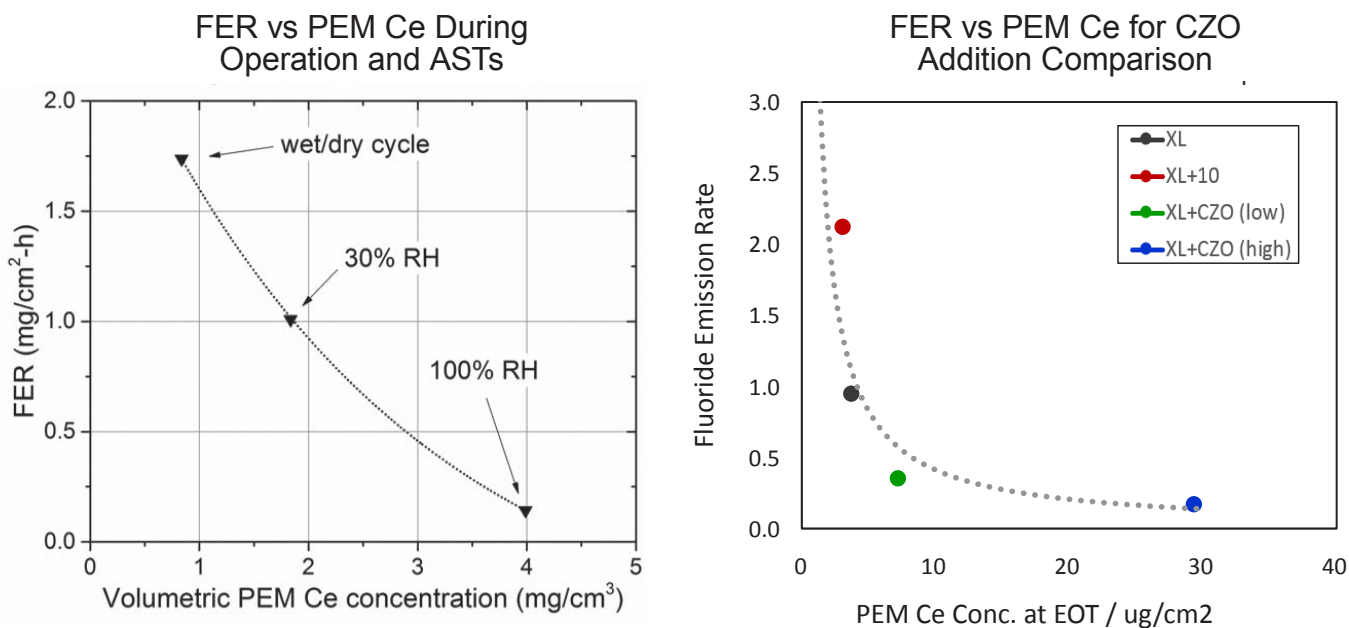 FER vs PEM Ce During
Operation and ASTs
2.0
1.5
1.0
0.5
0.0
FER (mg/cm²-h)
wet/dry cycle
30% RH
100% RH
0 1 2 3 4 5
Volumetric PEM Ce concentration (mg/cm³)
FER vs PEM Ce for CZO
Addition Comparison
3.0
2.5
2.0
1.5
1.0
0.5
0.0
Fluoride Emission Rate
XL
XL+10
XL+CZO (low)
XL+CZO (high)
0 10 20 30 40
PEM Ce Conc. at EOT / ug/cm2